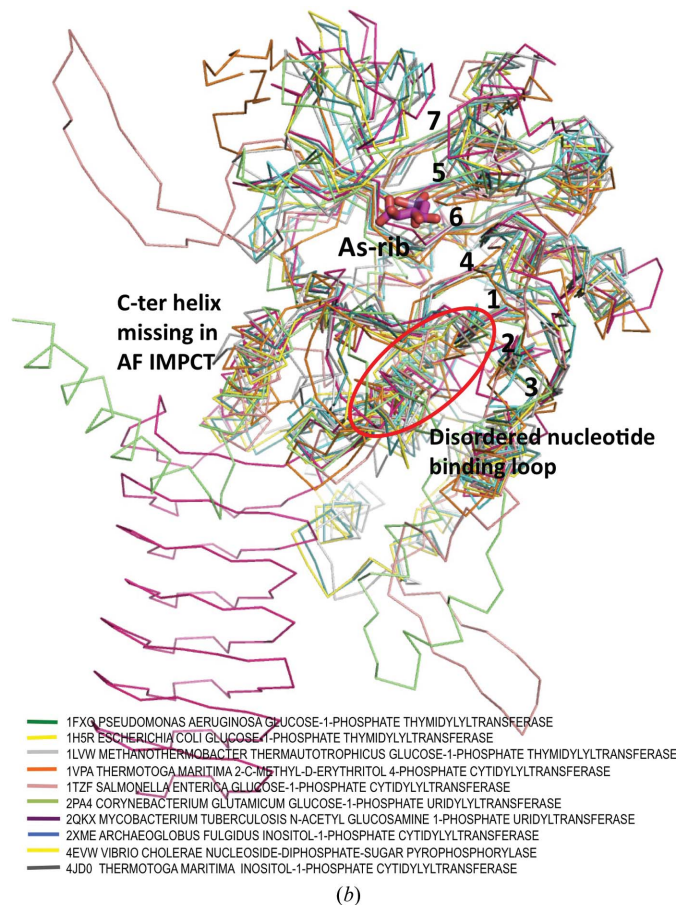 7
5
6
As-rib
4
C-ter helix
missing in
AF IMPCT
1
2
3
Disordered nucleotide
binding loop
1FXO PSEUDOMONAS AERUGINOSA GLUCOSE-1-PHOSPHATE THYMIDYLYLTRANSFERASE
1H5R ESCHERICHIA COLI GLUCOSE-1-PHOSPHATE THYMIDYLYLTRANSFERASE
1LVW METHANOTHERMOBACTER THERMAUTOTROPHICUS GLUCOSE-1-PHOSPHATE THYMIDYLYLTRANSFERASE
1VPA THERMOTOGA MARITIMA 2-C-METHYL-D-ERYTHRITOL 4-PHOSPHATE CYTIDYLYLTRANSFERASE
1TZF SALMONELLA ENTERICA GLUCOSE-1-PHOSPHATE CYTIDYLYLTRANSFERASE
2PA4 CORYNEBACTERIUM GLUTAMICUM GLUCOSE-1-PHOSPHATE URIDYLYLTRANSFERASE
2QKX MYCOBACTERIUM TUBERCULOSIS N-ACETYL GLUCOSAMINE 1-PHOSPHATE URIDYLTRANSFERASE
2XME ARCHAEOGLOBUS FULGIDUS INOSITOL-1-PHOSPHATE CYTIDYLYLTRANSFERASE
4EVW VIBRIO CHOLERAE NUCLEOSIDE-DIPHOSPHATE-SUGAR PYROPHOSPHORYLASE
4JD0 THERMOTOGA MARITIMA INOSITOL-1-PHOSPHATE CYTIDYLYLTRANSFERASE
(b)